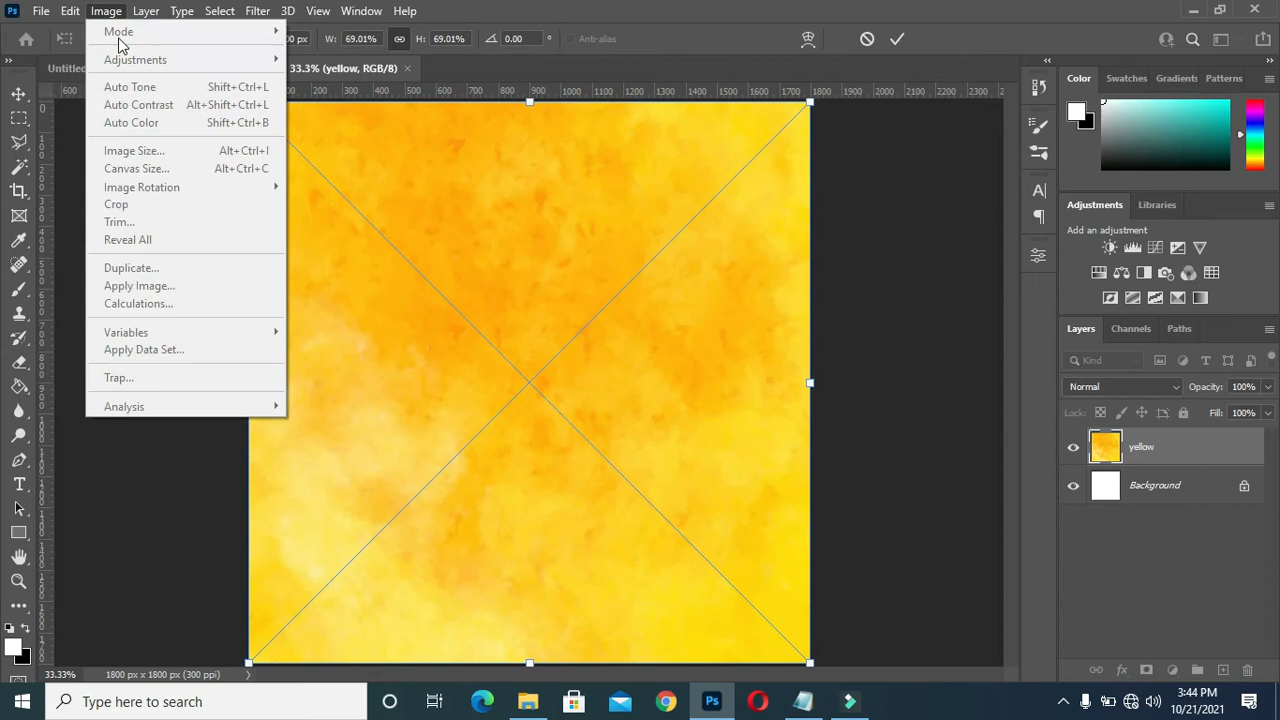 Ps File Edit Image Layer Type Select Filter 3D View Window Help
00 px W: 69.01% H: 69.01% 0.00 ° Anti-alias
Untitled 33.3% (yellow, RGB/8) ×
Mode
Adjustments
Auto Tone Shift+Ctrl+L
Auto Contrast Alt+Shift+Ctrl+L
Auto Color Shift+Ctrl+B
Image Size... Alt+Ctrl+I
Canvas Size... Alt+Ctrl+C
Image Rotation
Crop
Trim...
Reveal All
Duplicate...
Apply Image...
Calculations...
Variables
Apply Data Set...
Trap...
Analysis
600 300 400 500 600 700 800 900 1000 1100 1200 1300 1400 1500 1600 1700 1800 1900 2000 2100 2200 2300
Color Swatches Gradients Patterns
Adjustments Libraries
Add an adjustment
Layers Channels Paths
Kind
Normal Opacity: 100%
Lock: Fill: 100%
yellow
Background
33.33% 1800 px x 1800 px (300 ppi)
Type here to search
3:44 PM
10/21/2021